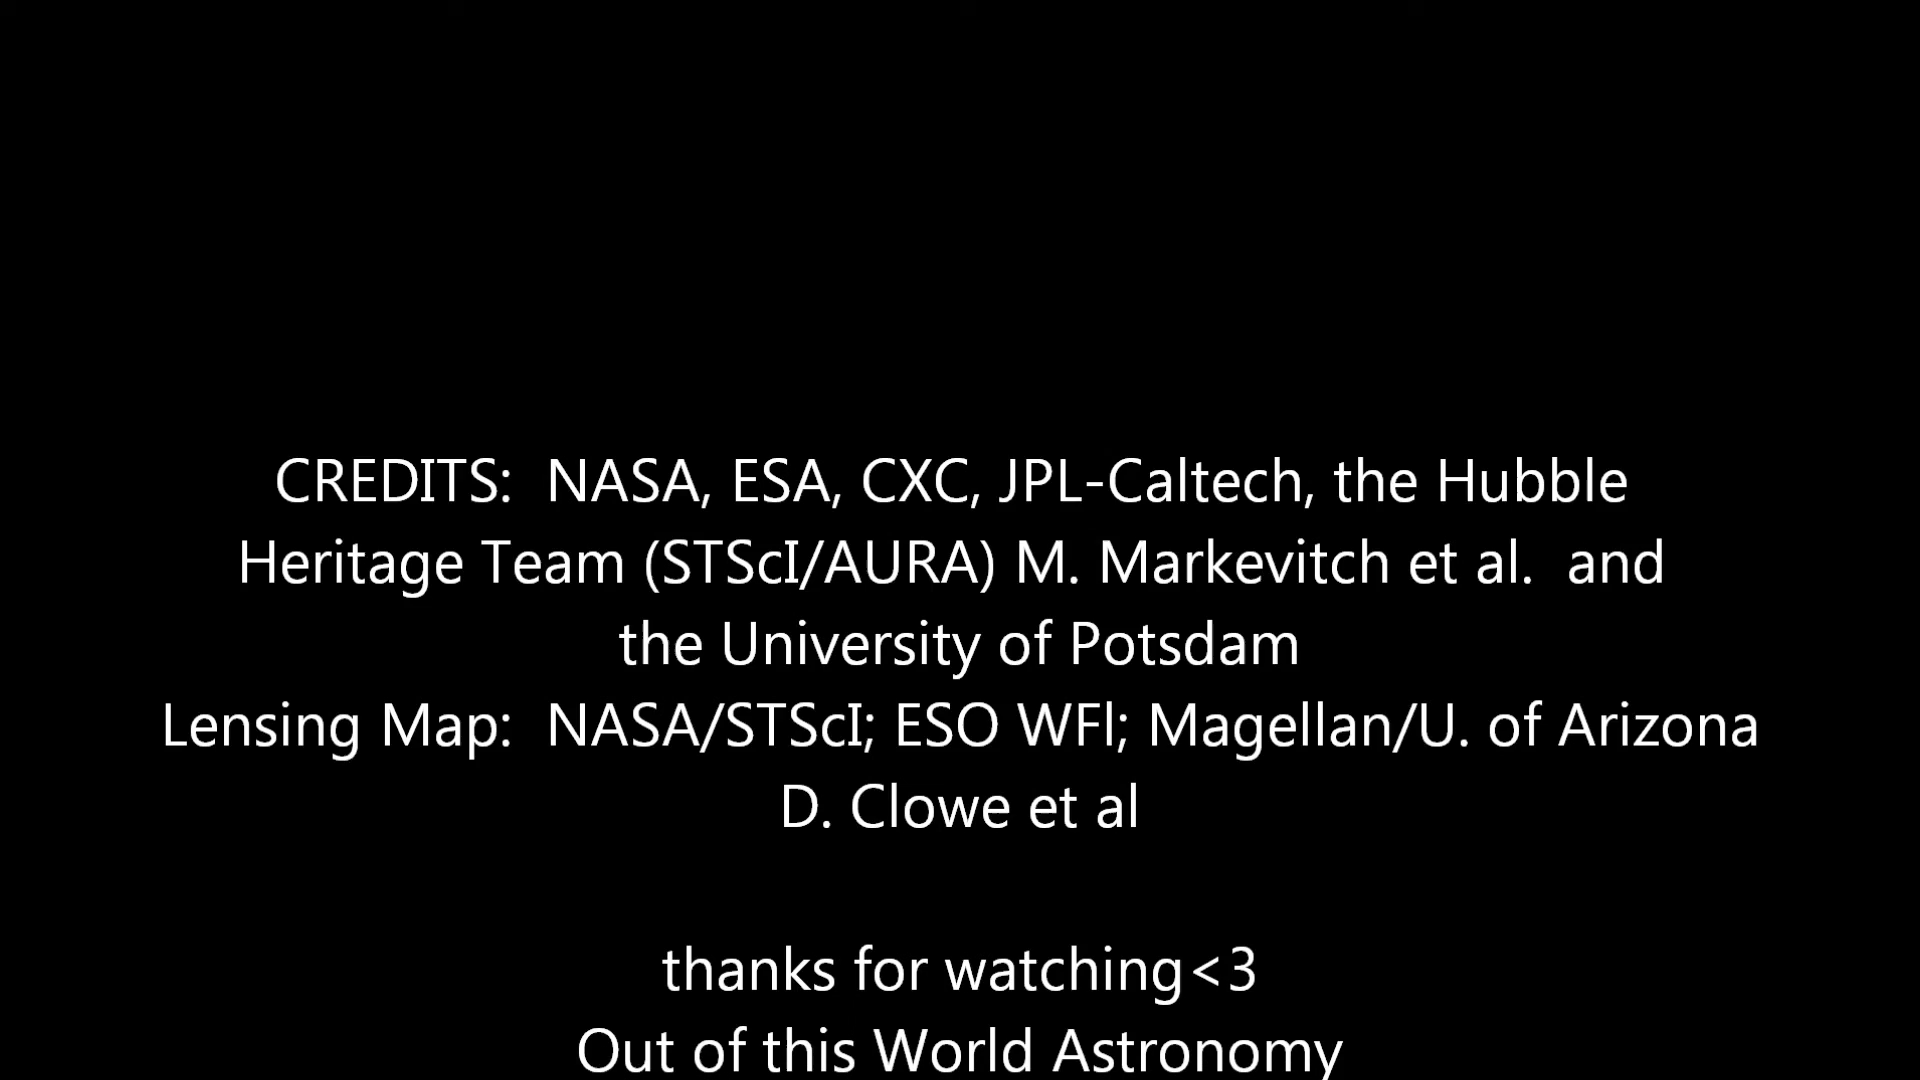 CREDITS:  NASA, ESA, CXC, JPL-Caltech, the Hubble
Heritage Team (STScI/AURA) M. Markevitch et al.  and
the University of Potsdam
Lensing Map:  NASA/STScI; ESO WFl; Magellan/U. of Arizona
D. Clowe et al
thanks for watching<3
Out of this World Astronomy